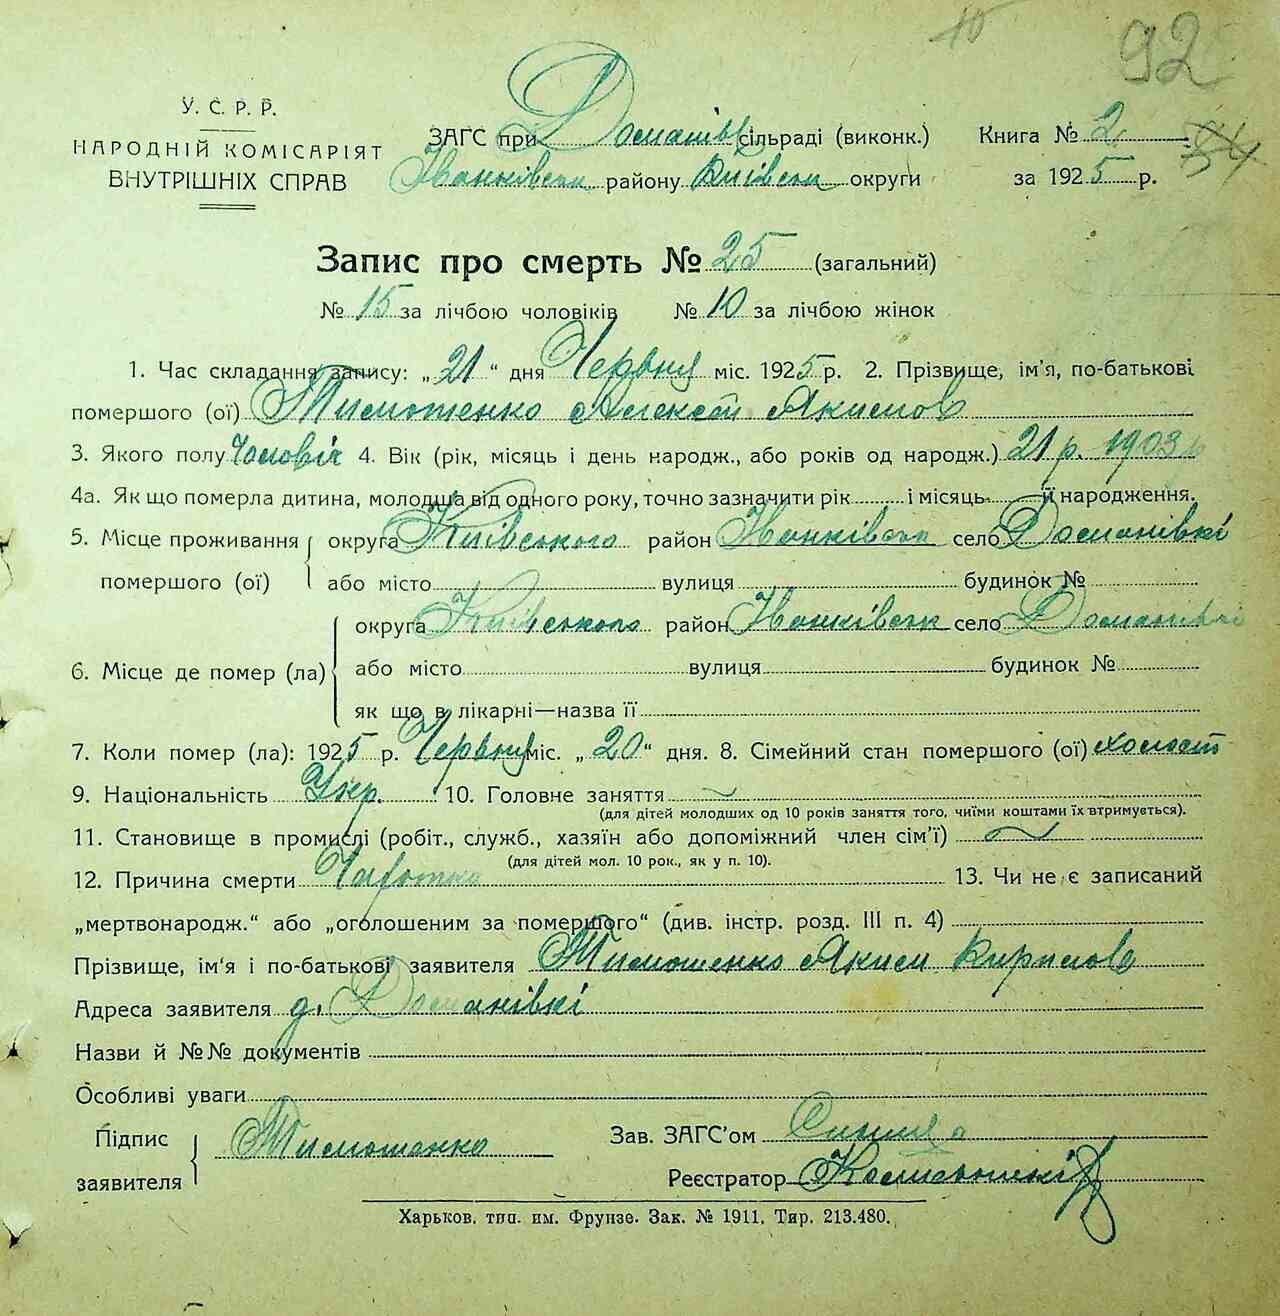 10
92
У. С. Р. Р.
НАРОДНІЙ КОМІСАРІЯТ
ВНУТРІШНІХ СПРАВ
ЗАГС при Доманівс сільраді (виконк.)
Іванківськ району Київськ округи
Книга № 2
за 1925 р.
Запис про смерть № 25 (загальний)
№ 15 за лічбою чоловіків № 10 за лічбою жінок
1. Час складання запису: „21“ дня Червня міс. 1925 р. 2. Прізвище, ім'я, по-батькові
помершого (ої) Тимошенко Алексій Якимов
3. Якого полу Чоловіч 4. Вік (рік, місяць і день народж., або років од народж.) 21 р. 1903
4а. Як що померла дитина, молодша від одного року, точно зазначити рік і місяць її народження.
5. Місце проживання округа Київського район Іванківськ село Доманівкі
помершого (ої) або місто вулиця будинок №
округа Київського район Іванківськ село Доманівкі
6. Місце де помер (ла) або місто вулиця будинок №
як що в лікарні—назва її
7. Коли помер (ла): 1925 р. Червня міс. „20“ дня. 8. Сімейний стан помершого (ої) холост
9. Національність Укр. 10. Головне заняття
(для дітей молодших од 10 років заняття того, чиїми коштами їх втримується).
11. Становище в промислі (робіт., служб., хазяїн або допоміжний член сім'ї)
(для дітей мол. 10 рок., як у п. 10).
12. Причина смерти Чахотка 13. Чи не є записаний
„мертвонародж.“ або „оголошеним за помершого“ (див. інстр. розд. III п. 4)
Прізвище, ім'я і по-батькові заявителя Тимошенко Яким Кирилов
Адреса заявителя д. Доманівкі
Назви й №№ документів
Особливі уваги
Підпис
заявителя
Тимошенко
Зав. ЗАГС'ом
Реєстратор
Харьков. тип. им. Фрунзе. Зак. № 1911. Тир. 213.480.